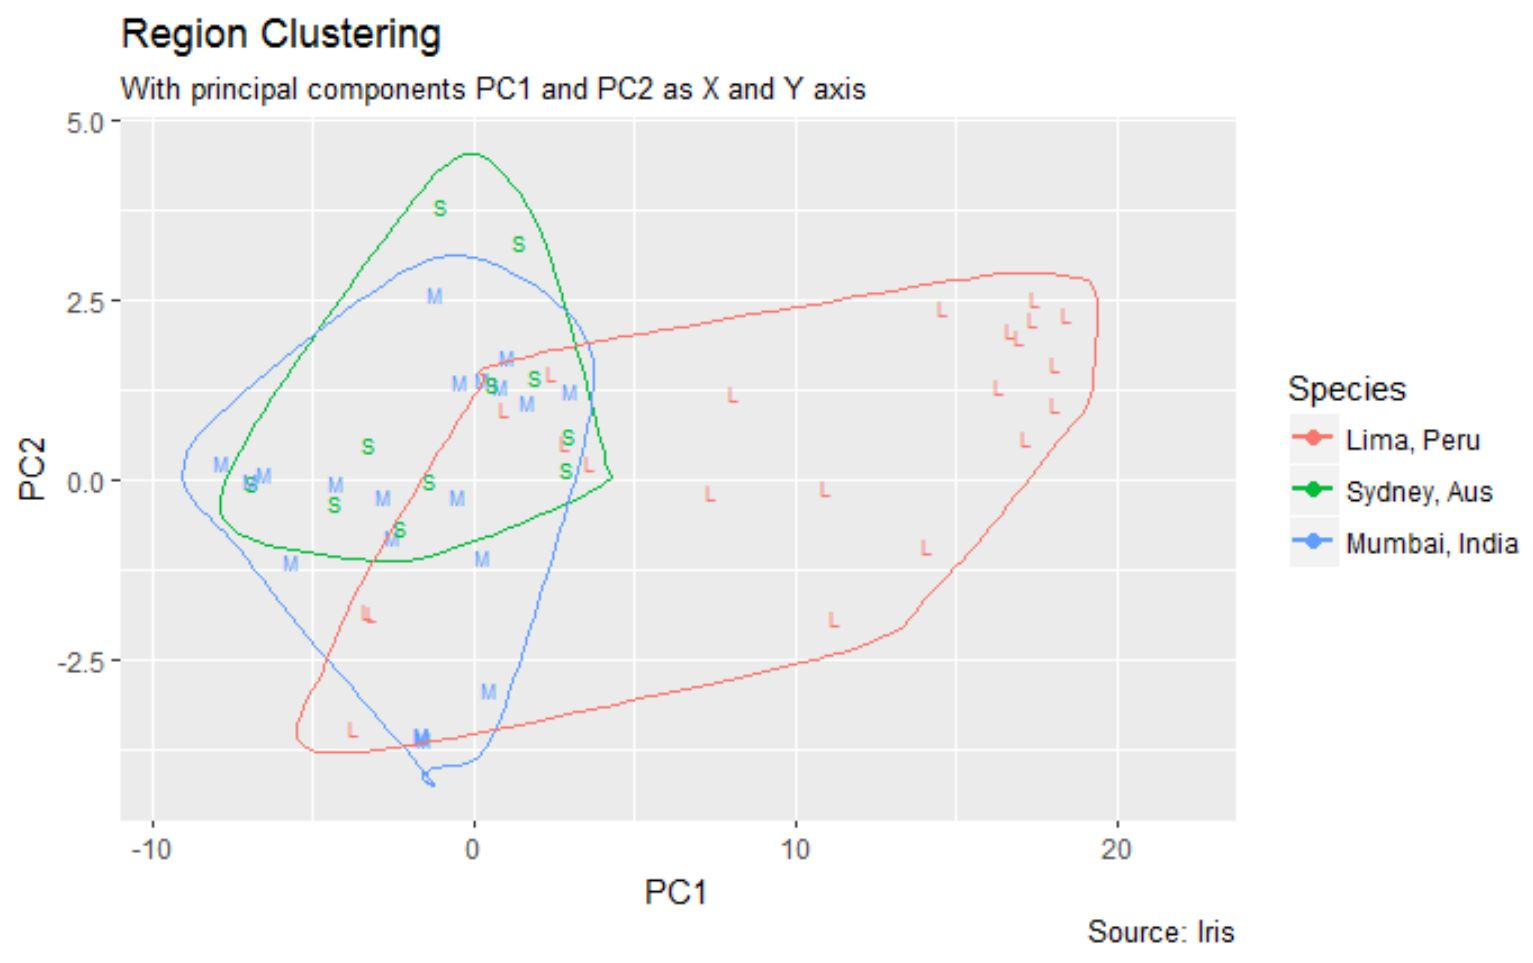 Region Clustering
With principal components PC1 and PC2 as X and Y axis
5.0
2.5
0.0
-2.5
PC2
-10
0
10
20
PC1
Species
Lima, Peru
Sydney, Aus
Mumbai, India
Source: Iris